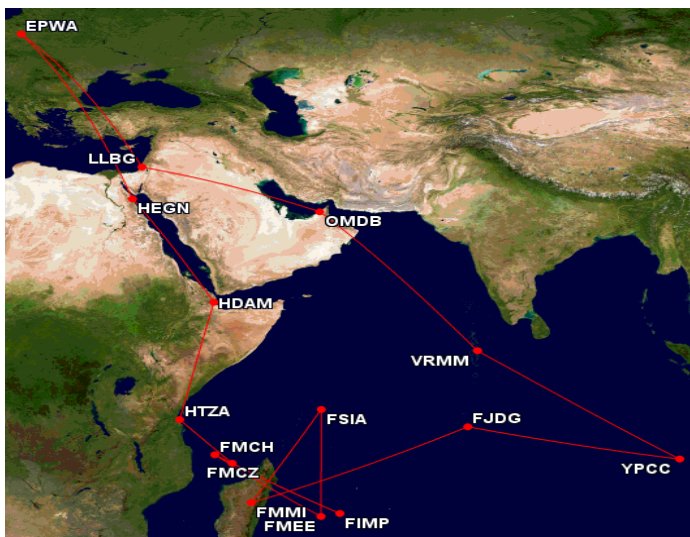 EPWA
LLBG
HEGN
OMDB
HDAM
VRMM
HTZA
FSIA
FJDG
FMCH
FMCZ
YPCC
FMMI
FIMP
FMEE